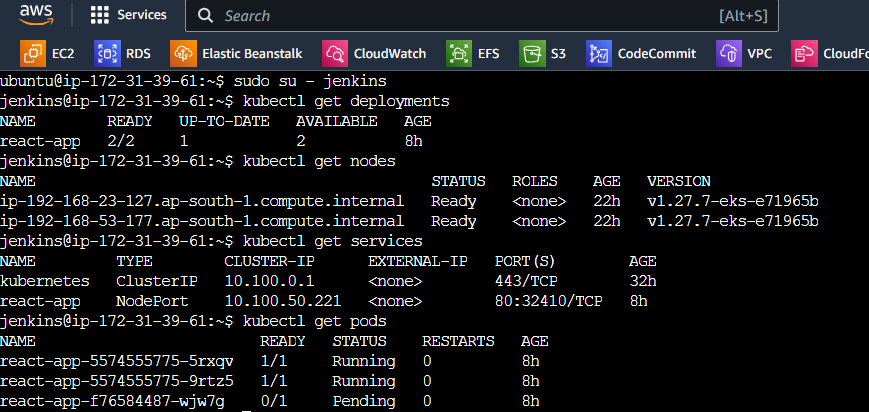 aws Services Search [Alt+S]
EC2 RDS Elastic Beanstalk CloudWatch EFS S3 CodeCommit VPC CloudFo
ubuntu@ip-172-31-39-61:~$ sudo su - jenkins
jenkins@ip-172-31-39-61:~$ kubectl get deployments
NAME READY UP-TO-DATE AVAILABLE AGE
react-app 2/2 1 2 8h
jenkins@ip-172-31-39-61:~$ kubectl get nodes
NAME STATUS ROLES AGE VERSION
ip-192-168-23-127.ap-south-1.compute.internal Ready <none> 22h v1.27.7-eks-e71965b
ip-192-168-53-177.ap-south-1.compute.internal Ready <none> 22h v1.27.7-eks-e71965b
jenkins@ip-172-31-39-61:~$ kubectl get services
NAME TYPE CLUSTER-IP EXTERNAL-IP PORT(S) AGE
kubernetes ClusterIP 10.100.0.1 <none> 443/TCP 32h
react-app NodePort 10.100.50.221 <none> 80:32410/TCP 8h
jenkins@ip-172-31-39-61:~$ kubectl get pods
NAME READY STATUS RESTARTS AGE
react-app-5574555775-5rxqv 1/1 Running 0 8h
react-app-5574555775-9rtz5 1/1 Running 0 8h
react-app-f76584487-wjw7g 0/1 Pending 0 8h